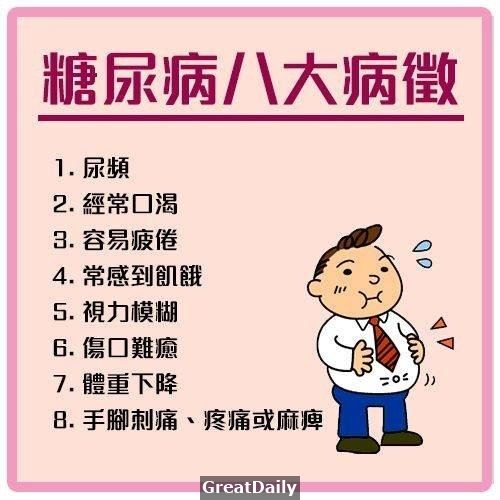 糖尿病八大病徵
1. 尿頻
2. 經常口渴
3. 容易疲倦
4. 常感到飢餓
5. 視力模糊
6. 傷口難癒
7. 體重下降
8. 手腳刺痛、疼痛或麻痺
GreatDaily